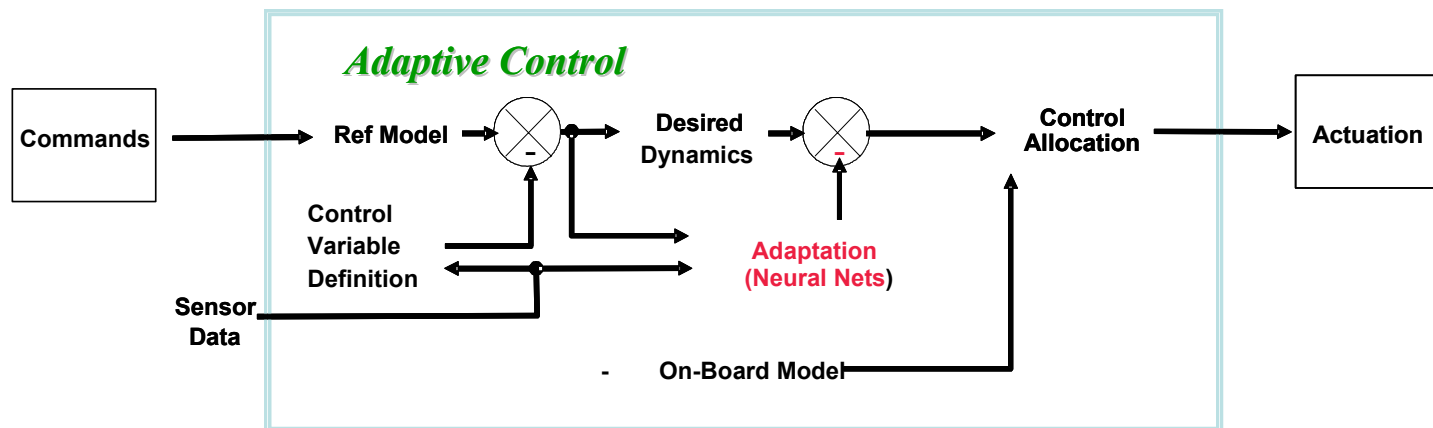 Adaptive Control
Commands
Ref Model
-
Desired
Dynamics
-
Control
Allocation
Actuation
Control
Variable
Definition
Adaptation
(Neural Nets)
Sensor
Data
- On-Board Model